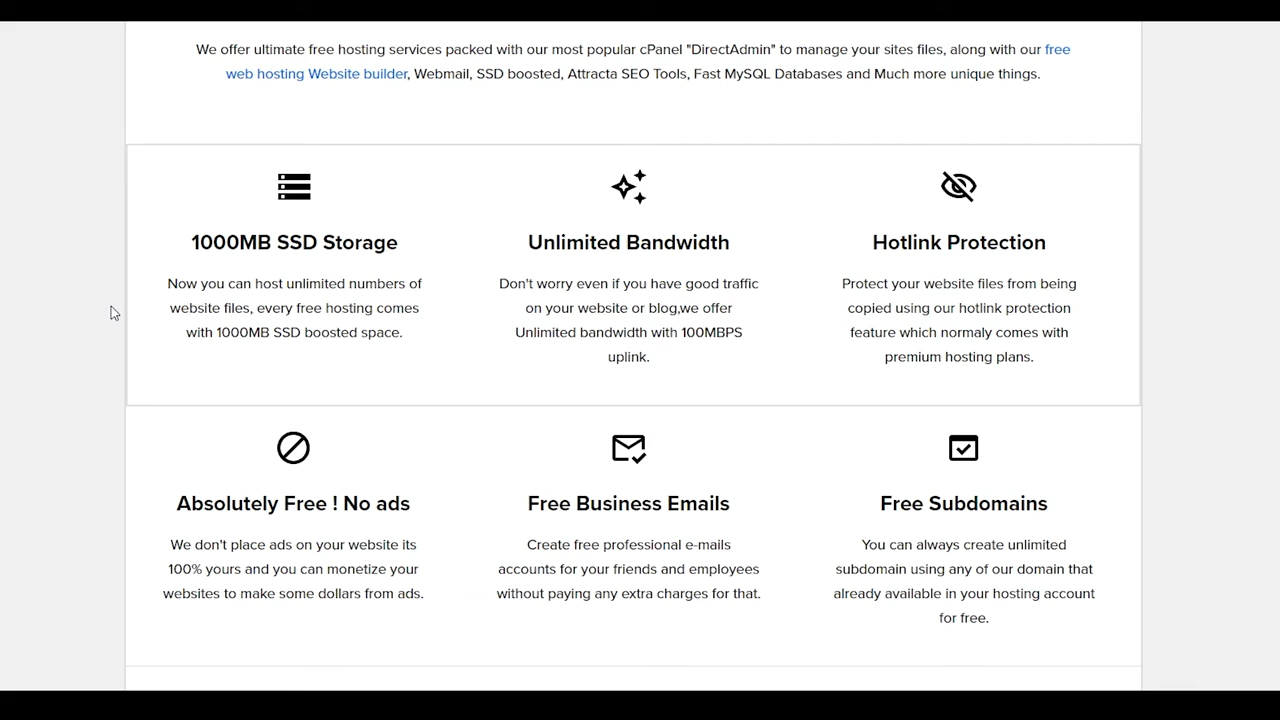 We offer ultimate free hosting services packed with our most popular cPanel "DirectAdmin" to manage your sites files, along with our free
web hosting Website builder, Webmail, SSD boosted, Attracta SEO Tools, Fast MySQL Databases and Much more unique things.
1000MB SSD Storage
Now you can host unlimited numbers of
website files, every free hosting comes
with 1000MB SSD boosted space.
Unlimited Bandwidth
Don't worry even if you have good traffic
on your website or blog,we offer
Unlimited bandwidth with 100MBPS
uplink.
Hotlink Protection
Protect your website files from being
copied using our hotlink protection
feature which normaly comes with
premium hosting plans.
Absolutely Free ! No ads
We don't place ads on your website its
100% yours and you can monetize your
websites to make some dollars from ads.
Free Business Emails
Create free professional e-mails
accounts for your friends and employees
without paying any extra charges for that.
Free Subdomains
You can always create unlimited
subdomain using any of our domain that
already available in your hosting account
for free.